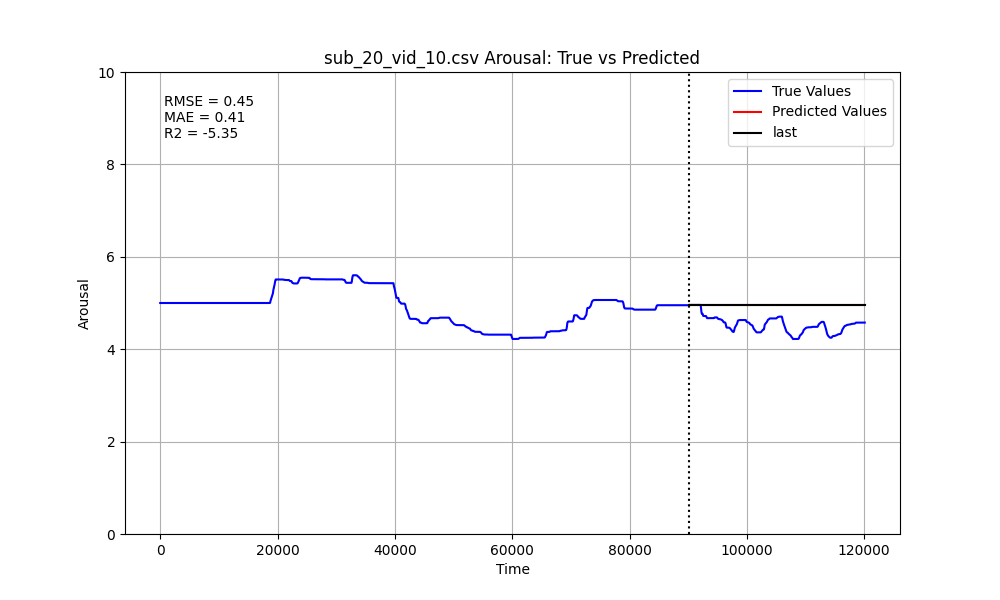 sub_20_vid_10.csv Arousal: True vs Predicted
RMSE = 0.45
MAE = 0.41
R2 = -5.35
True Values
Predicted Values
last
10
8
6
4
2
0
Arousal
0
20000
40000
60000
80000
100000
120000
Time